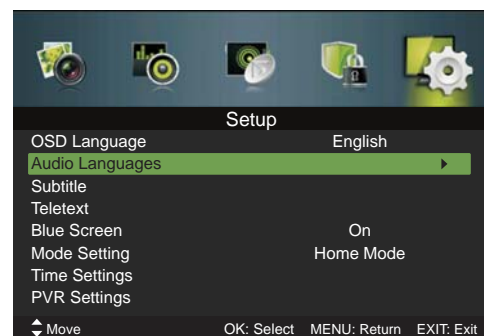 Setup
OSD Language English
Audio Languages
Subtitle
Teletext
Blue Screen On
Mode Setting Home Mode
Time Settings
PVR Settings
Move OK: Select MENU: Return EXIT: Exit